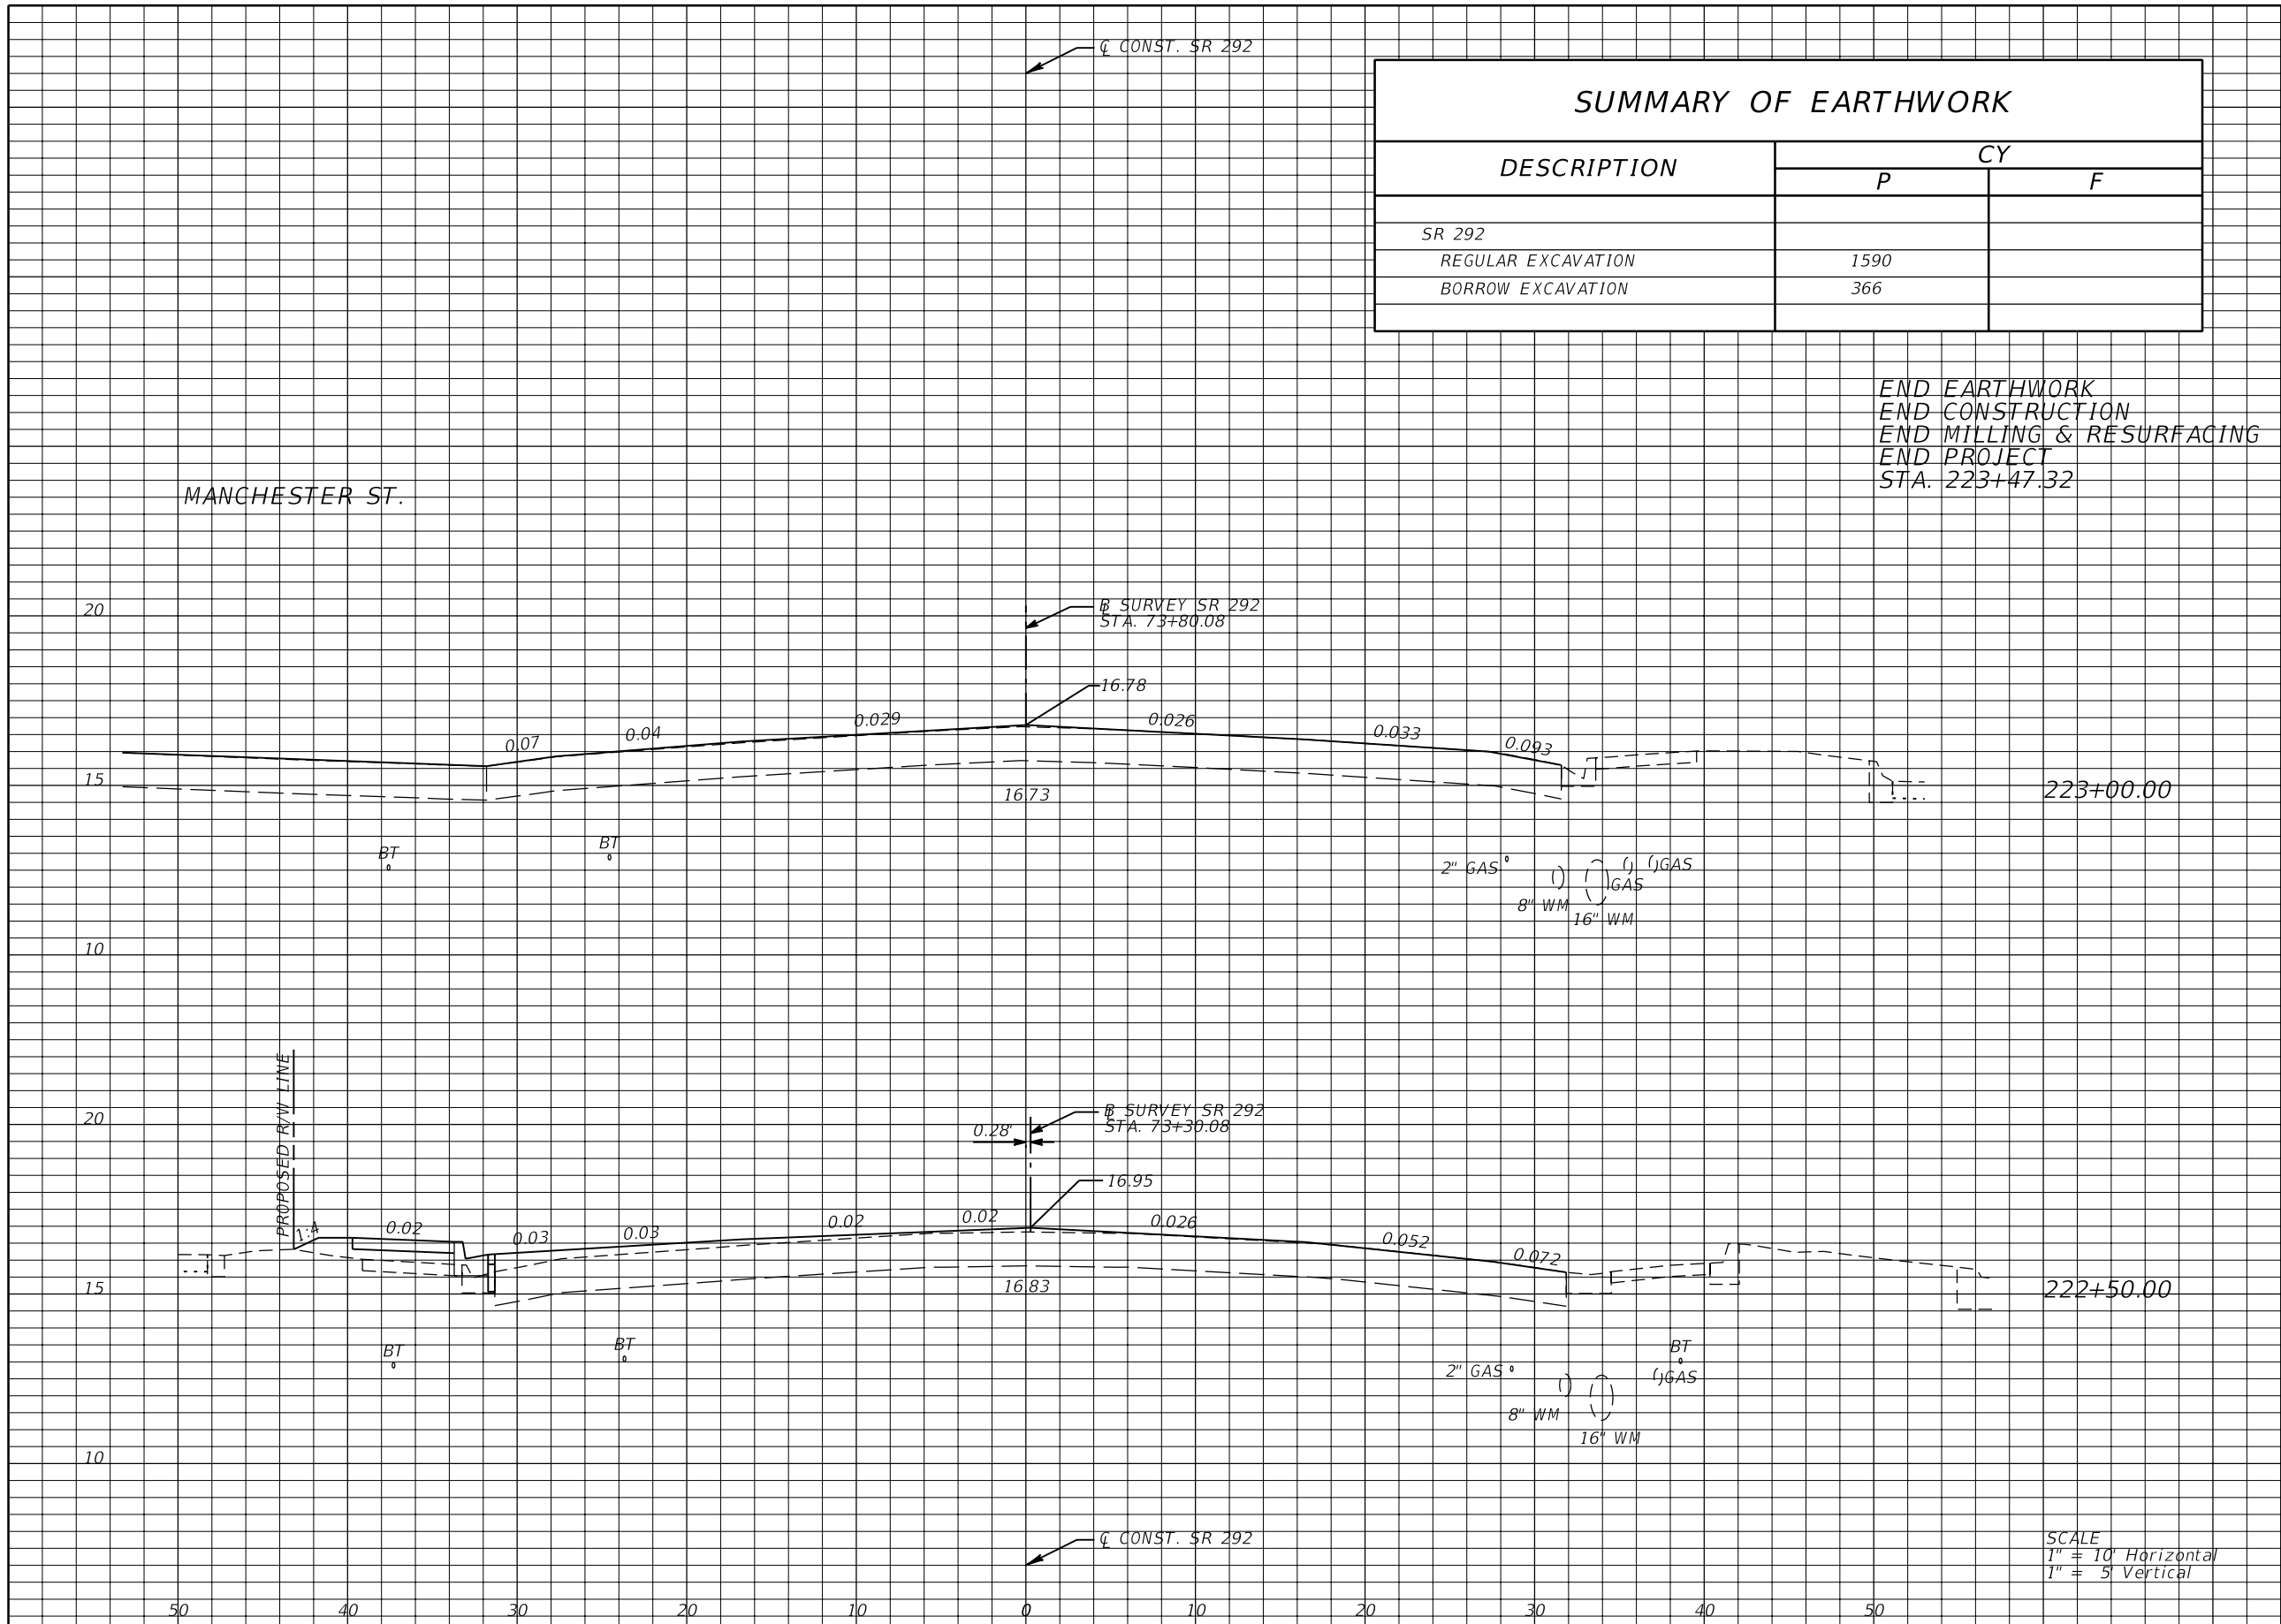 ℄ CONST. SR 292
SUMMARY OF EARTHWORK
DESCRIPTION
CY
P
F
SR 292
REGULAR EXCAVATION 1590
BORROW EXCAVATION 366
END EARTHWORK
END CONSTRUCTION
END MILLING & RESURFACING
END PROJECT
STA. 223+47.32
MANCHESTER ST.
20
BL SURVEY SR 292
STA. 73+80.08
16.78
0.07
0.04
0.029
0.026
0.033
0.093
15
16.73
223+00.00
BT
BT
2" GAS
8" WM
16" WM
GAS
GAS
10
PROPOSED R/W LINE
20
BL SURVEY SR 292
STA. 73+30.08
0.28'
16.95
1:4
0.02
0.03
0.03
0.02
0.02
0.026
0.052
0.072
15
16.83
222+50.00
BT
BT
2" GAS
8" WM
16" WM
BT
GAS
10
℄ CONST. SR 292
SCALE
1" = 10' Horizontal
1" = 5' Vertical
50 40 30 20 10 0 10 20 30 40 50